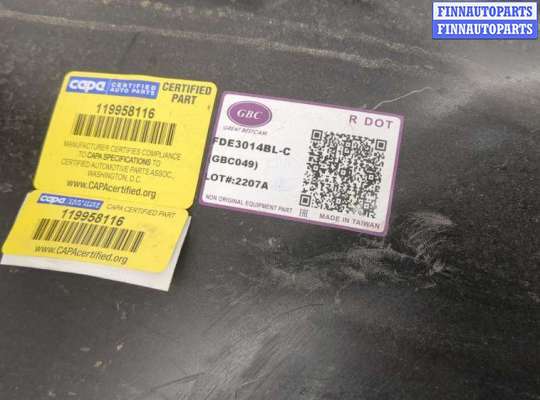 FINNAUTOPARTS
FINNAUTOPARTS
capa CERTIFIED AUTO PARTS
CERTIFIED PART
119958116
MANUFACTURER CERTIFIES COMPLIANCE
TO CAPA SPECIFICATIONS TO
CERTIFIED AUTOMOTIVE PARTS ASSOC.,
WASHINGTON, D.C.
www.CAPAcertified.org
capa
CAPA CERTIFIED PART
119958116
www.CAPAcertified.org
GBC
GREAT BESTCAM
R DOT
FDE3014BL-C
(GBC049)
LOT#:2207A
NON ORIGINAL EQUIPMENT PART
MADE IN TAIWAN